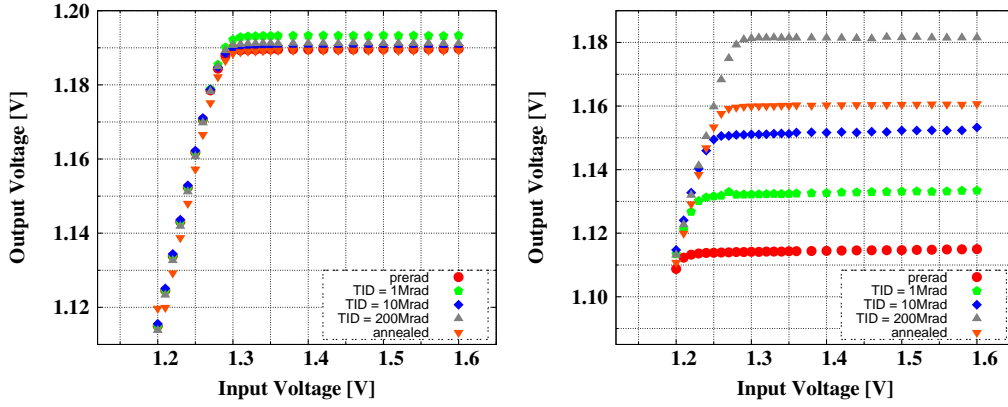 1.20
1.18
1.16
1.14
1.12
Output Voltage [V]
1.2 1.3 1.4 1.5 1.6
Input Voltage [V]
prerad
TID = 1Mrad
TID = 10Mrad
TID = 200Mrad
annealed
1.18
1.16
1.14
1.12
1.10
Output Voltage [V]
1.2 1.3 1.4 1.5 1.6
Input Voltage [V]
prerad
TID = 1Mrad
TID = 10Mrad
TID = 200Mrad
annealed